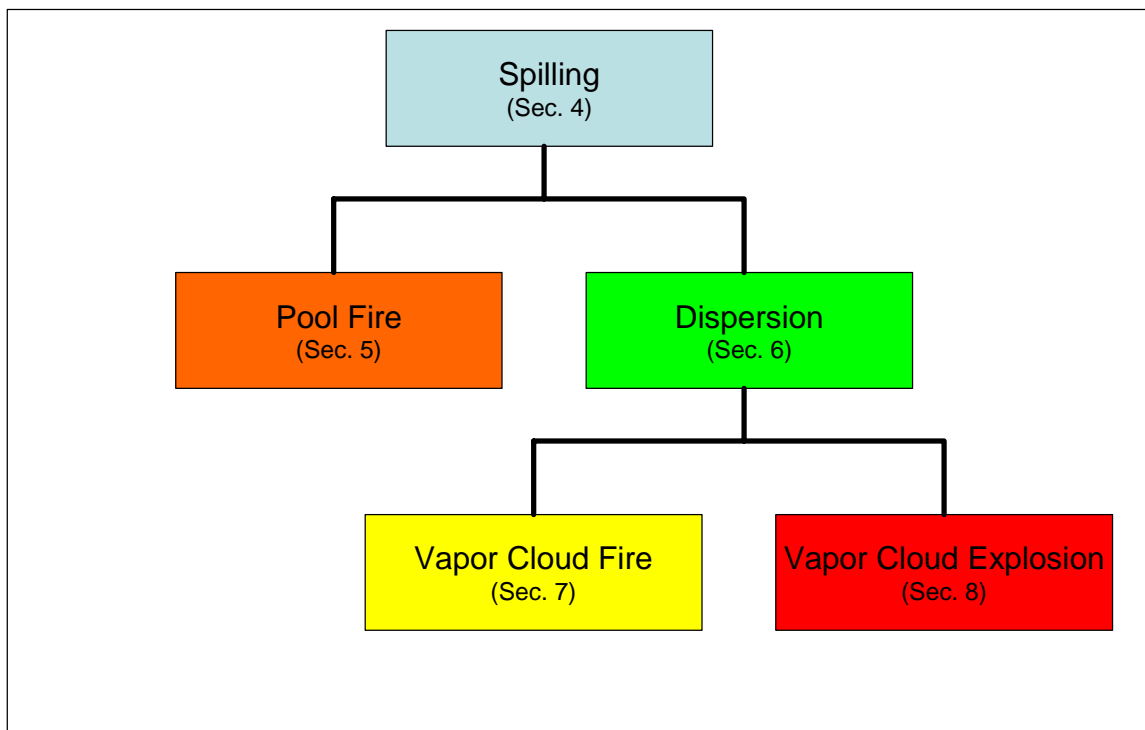 Spilling
(Sec. 4)
Pool Fire
(Sec. 5)
Dispersion
(Sec. 6)
Vapor Cloud Fire
(Sec. 7)
Vapor Cloud Explosion
(Sec. 8)